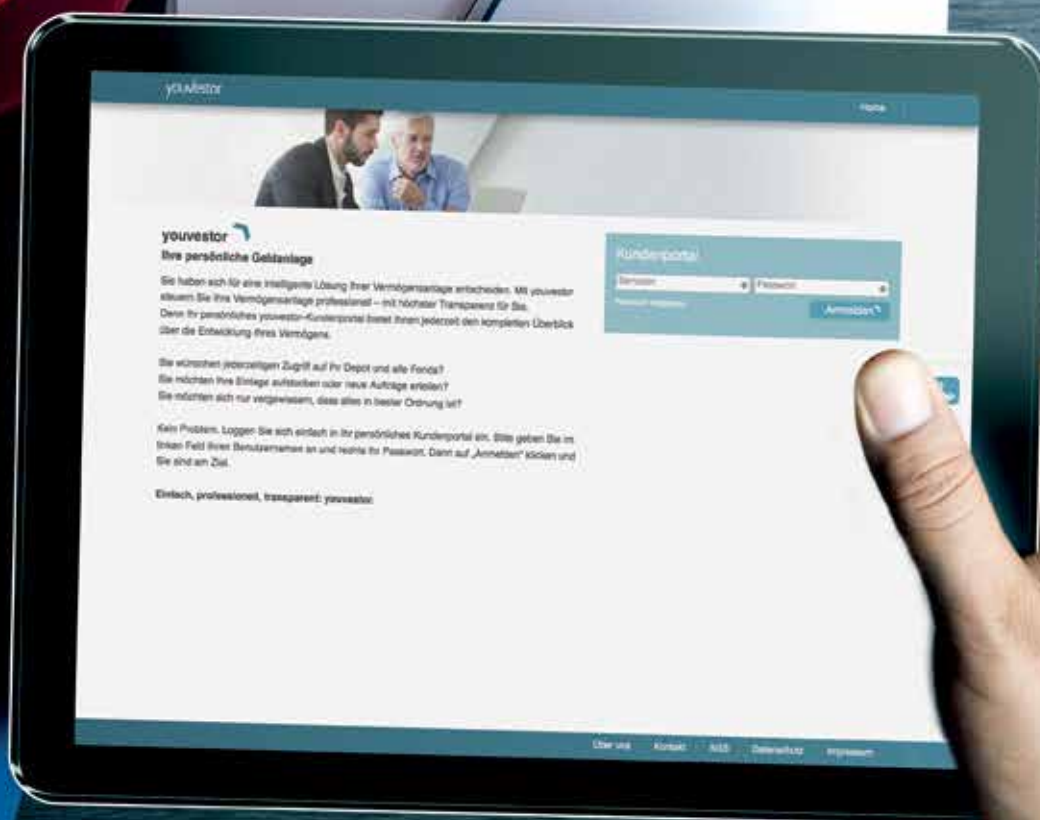 youvestor
Home
youvestor
Ihre persönliche Geldanlage
Sie haben sich für eine intelligente Lösung Ihrer Vermögensanlage entschieden. Mit youvestor
steuern Sie Ihre Vermögensanlage professionell – mit höchster Transparenz für Sie.
Denn Ihr persönliches youvestor-Kundenportal bietet Ihnen jederzeit den kompletten Überblick
über die Entwicklung Ihres Vermögens.
Sie wünschen jederzeitigen Zugriff auf Ihr Depot und alle Fonds?
Sie möchten Ihre Einlage aufstocken oder neue Aufträge erteilen?
Sie möchten sich nur vergewissern, dass alles in bester Ordnung ist?
Kein Problem. Loggen Sie sich einfach in Ihr persönliches Kundenportal ein. Bitte geben Sie im
linken Feld Ihren Benutzernamen an und rechts Ihr Passwort. Dann auf „Anmelden" klicken und
Sie sind am Ziel.
Einfach, professionell, transparent: youvestor.
Kundenportal
Benutzer Passwort
Passwort vergessen
Anmelden
Über uns Kontakt AGB Datenschutz Impressum